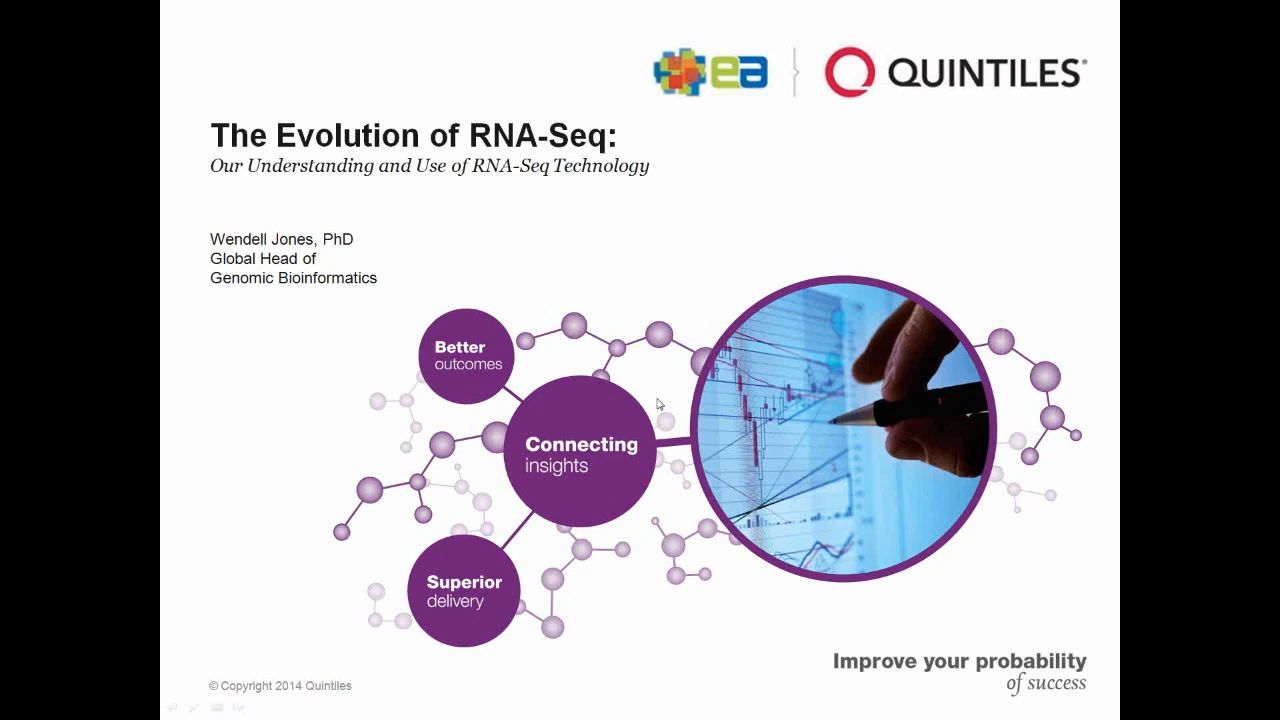 ea
QUINTILES®
The Evolution of RNA-Seq:
Our Understanding and Use of RNA-Seq Technology
Wendell Jones, PhD
Global Head of
Genomic Bioinformatics
Better
outcomes
Connecting
insights
Superior
delivery
Improve your probability
of success
© Copyright 2014 Quintiles